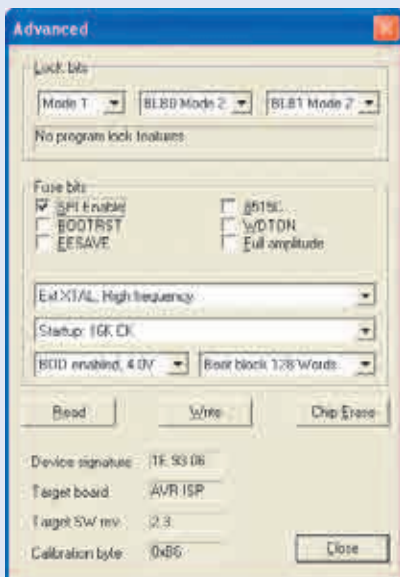 Advanced
Lock bits
Mode 1 BLB0 Mode 2 BLB1 Mode 2
No program lock features
Fuse bits
SPI Enable 8515C
BOOTRST WDTON
EESAVE Full amplitude
Ext XTAL, High frequency
Startup: 16K CK
BOD enabled, 4.0V Boot block 128 Words
Read Write Chip Erase
Device signature 1E 93 06
Target board AVR ISP
Target SW rev 2.3
Calibration byte 0xB6
Close